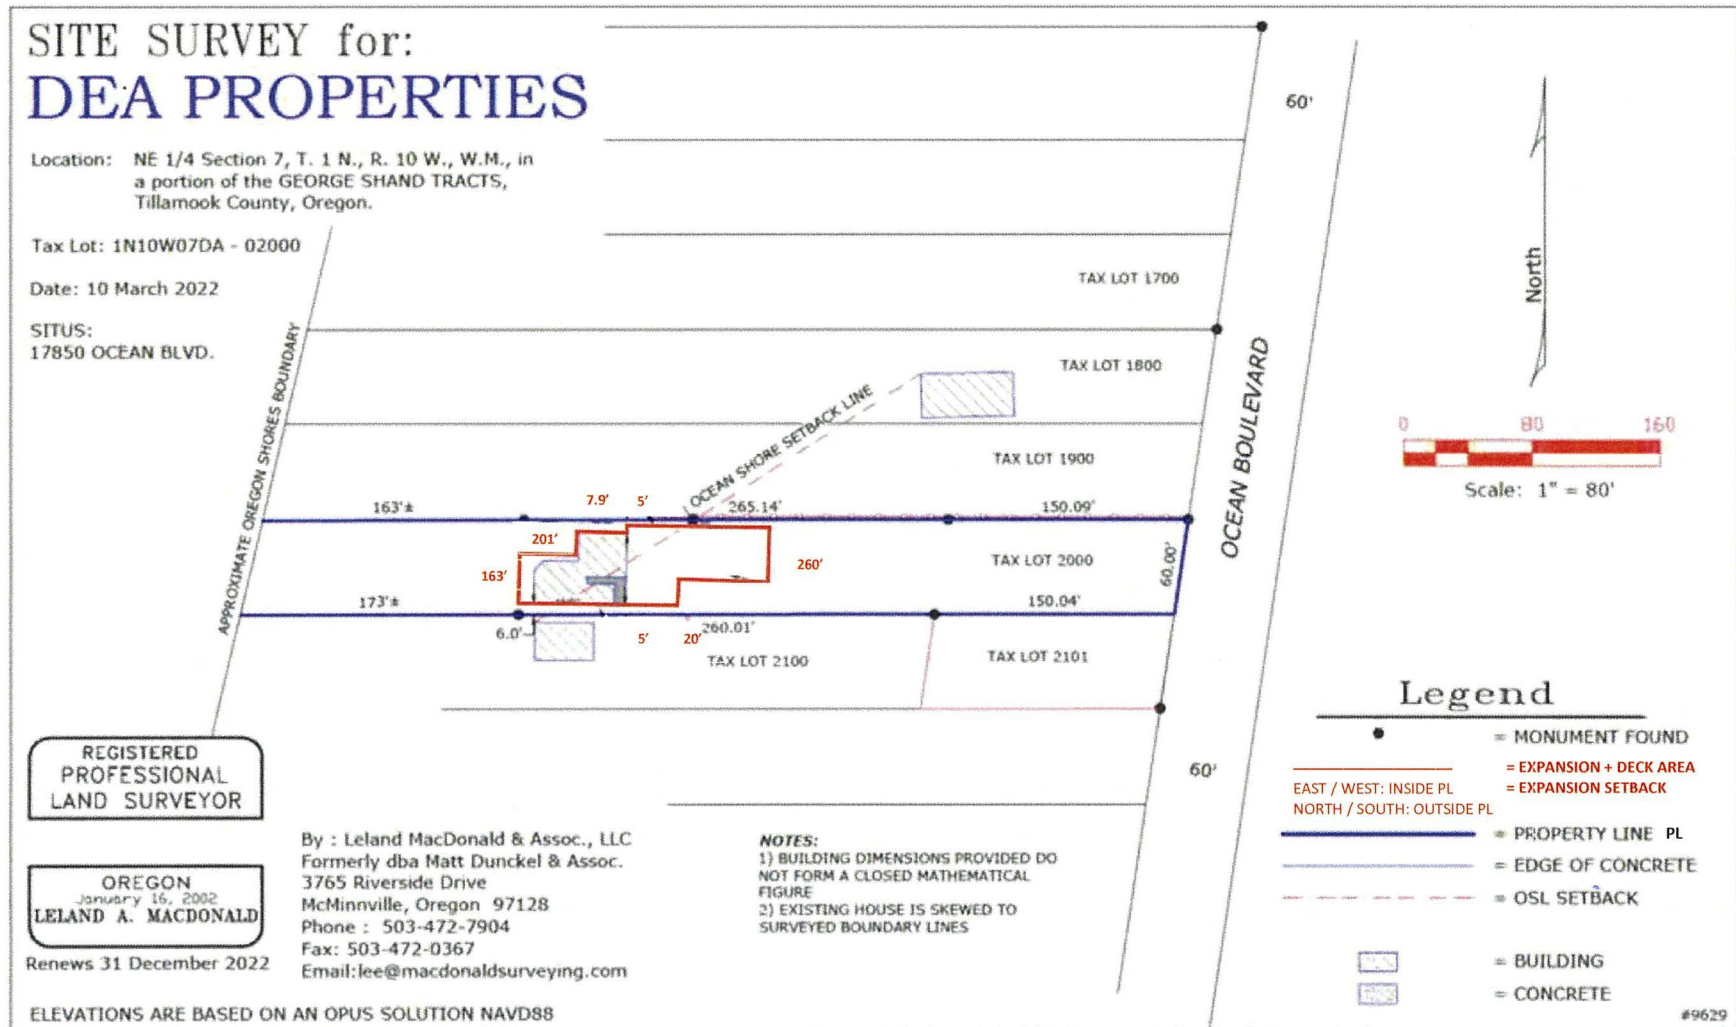 SITE SURVEY for:
DEA PROPERTIES
Location: NE 1/4 Section 7, T. 1 N., R. 10 W., W.M., in
a portion of the GEORGE SHAND TRACTS,
Tillamook County, Oregon.
Tax Lot: 1N10W07DA - 02000
Date: 10 March 2022
SITUS:
17850 OCEAN BLVD.
60'
North
TAX LOT 1700
TAX LOT 1800
OCEAN BOULEVARD
APPROXIMATE OREGON SHORES BOUNDARY
OCEAN SHORE SETBACK LINE
0 80 160
Scale: 1" = 80'
TAX LOT 1900
163'±
7.9'
5'
265.14'
150.09'
201'
163'
260'
TAX LOT 2000
60.00'
173'±
150.04'
6.0'
5'
20'
260.01'
TAX LOT 2100
TAX LOT 2101
60'
REGISTERED
PROFESSIONAL
LAND SURVEYOR
OREGON
January 16, 2002
LELAND A. MACDONALD
Renews 31 December 2022
By : Leland MacDonald & Assoc., LLC
Formerly dba Matt Dunckel & Assoc.
3765 Riverside Drive
McMinnville, Oregon 97128
Phone : 503-472-7904
Fax: 503-472-0367
Email:lee@macdonaldsurveying.com
NOTES:
1) BUILDING DIMENSIONS PROVIDED DO
NOT FORM A CLOSED MATHEMATICAL
FIGURE
2) EXISTING HOUSE IS SKEWED TO
SURVEYED BOUNDARY LINES
Legend
= MONUMENT FOUND
= EXPANSION + DECK AREA
EAST / WEST: INSIDE PL = EXPANSION SETBACK
NORTH / SOUTH: OUTSIDE PL
= PROPERTY LINE PL
= EDGE OF CONCRETE
= OSL SETBACK
= BUILDING
= CONCRETE
ELEVATIONS ARE BASED ON AN OPUS SOLUTION NAVD88
#9629